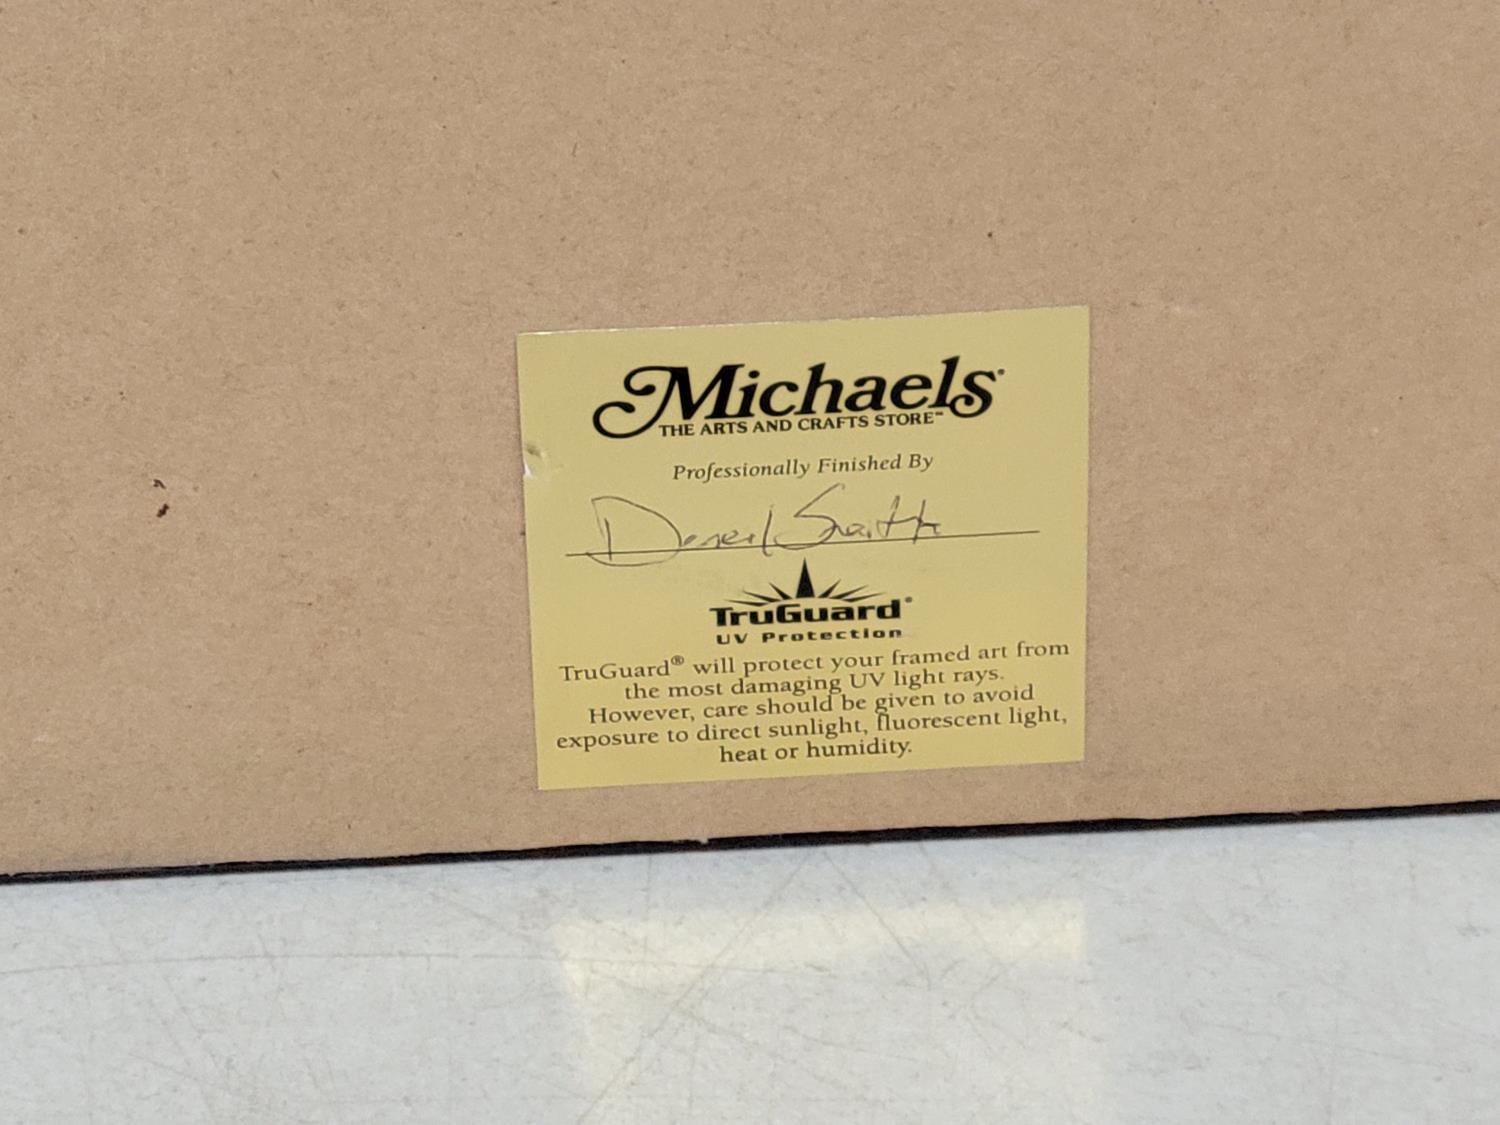 Michaels®
THE ARTS AND CRAFTS STORE™
Professionally Finished By
Smith
TruGuard®
UV Protection
TruGuard® will protect your framed art from
the most damaging UV light rays.
However, care should be given to avoid
exposure to direct sunlight, fluorescent light,
heat or humidity.